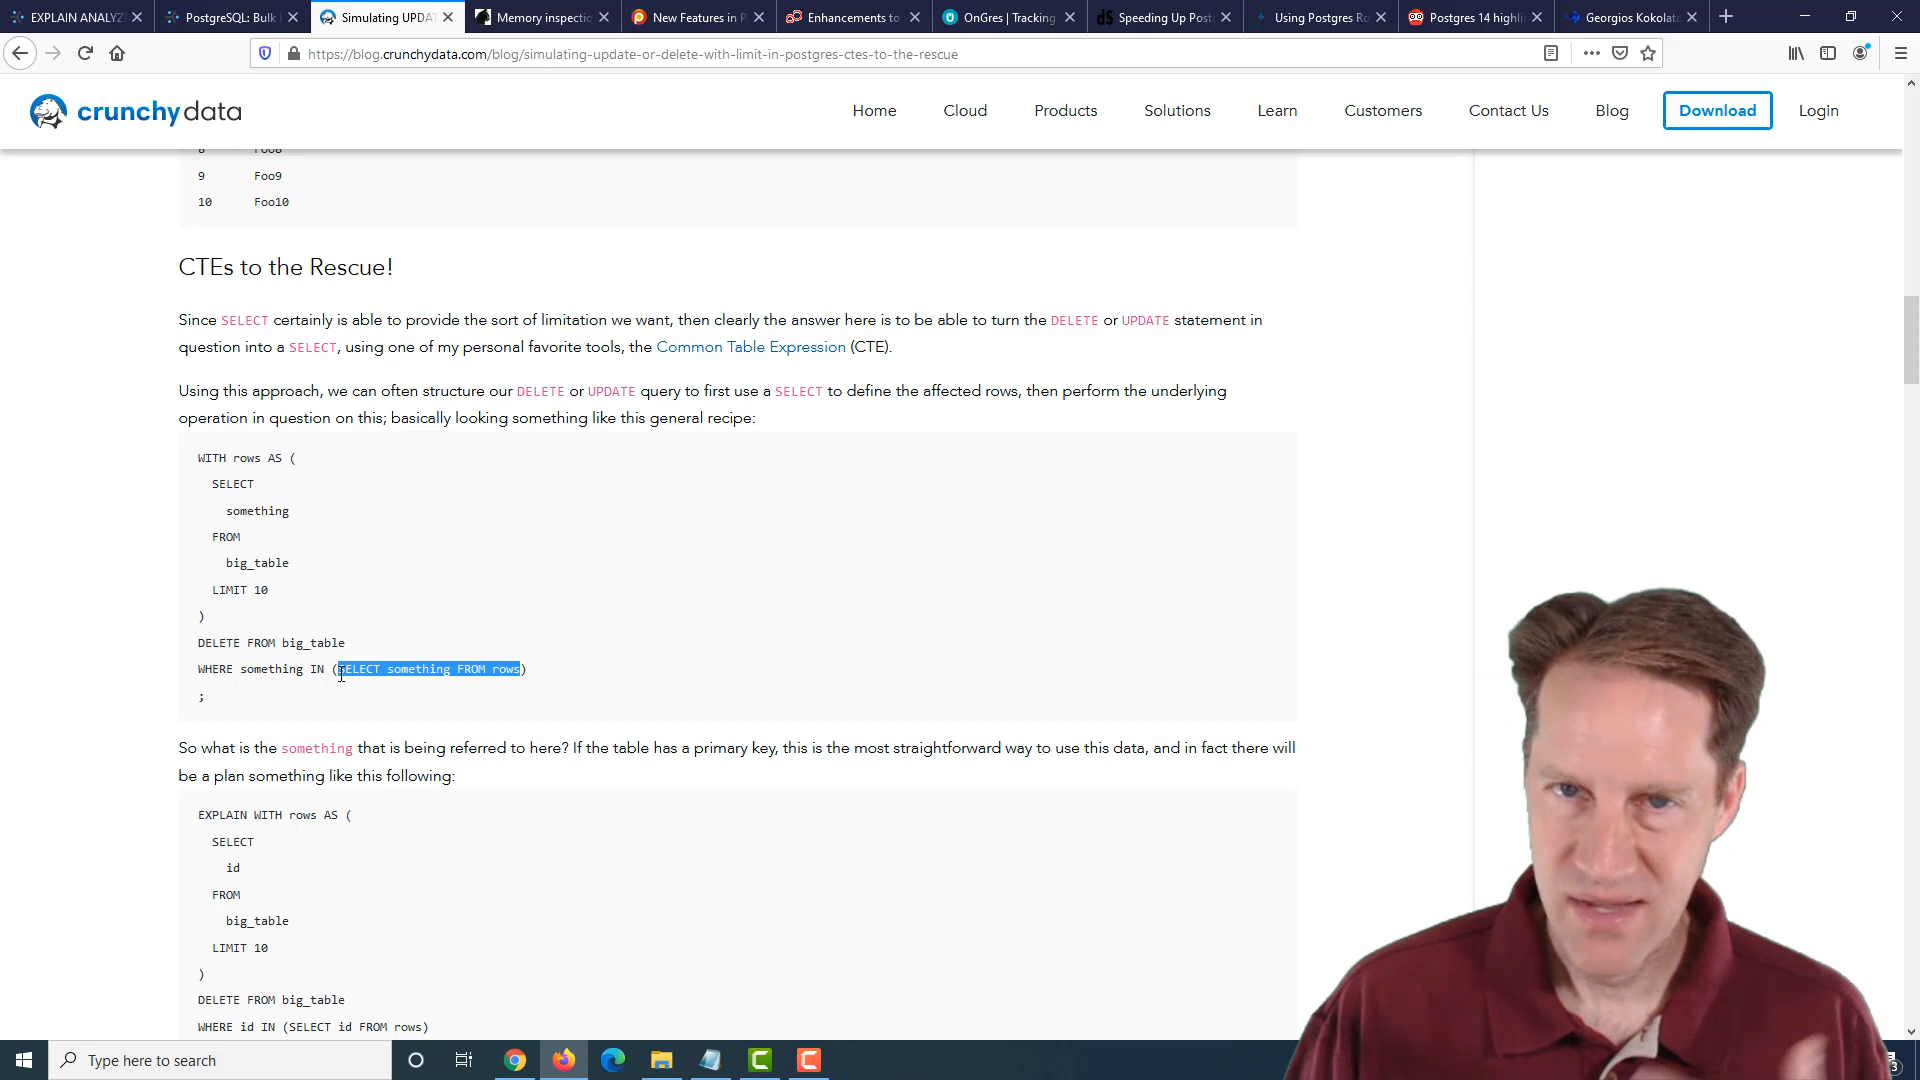 EXPLAIN ANALYZ
PostgreSQL: Bulk
Simulating UPDA
Memory inspectio
New Features in P
Enhancements to
OnGres | Tracking
Speeding Up Post
Using Postgres Ro
Postgres 14 highli
Georgios Kokolat
https://blog.crunchydata.com/blog/simulating-update-or-delete-with-limit-in-postgres-ctes-to-the-rescue
crunchydata
Home
Cloud
Products
Solutions
Learn
Customers
Contact Us
Blog
Download
Login
8 Foo8
9 Foo9
10 Foo10
CTEs to the Rescue!
Since SELECT certainly is able to provide the sort of limitation we want, then clearly the answer here is to be able to turn the DELETE or UPDATE statement in
question into a SELECT, using one of my personal favorite tools, the Common Table Expression (CTE).
Using this approach, we can often structure our DELETE or UPDATE query to first use a SELECT to define the affected rows, then perform the underlying
operation in question on this; basically looking something like this general recipe:
WITH rows AS (
SELECT
something
FROM
big_table
LIMIT 10
)
DELETE FROM big_table
WHERE something IN (SELECT something FROM rows)
;
So what is the something that is being referred to here? If the table has a primary key, this is the most straightforward way to use this data, and in fact there will
be a plan something like this following:
EXPLAIN WITH rows AS (
SELECT
id
FROM
big_table
LIMIT 10
)
DELETE FROM big_table
WHERE id IN (SELECT id FROM rows)
Type here to search
3